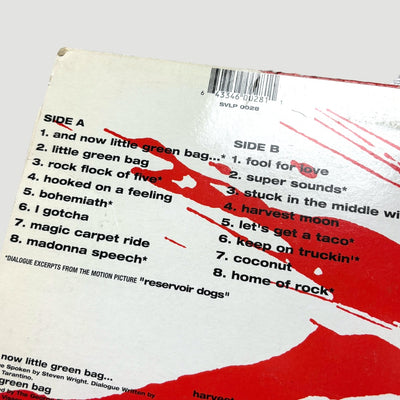 6 43346 00281 1
SVLP 0028
SIDE A
1. and now little green bag...*
2. little green bag
3. rock flock of five*
4. hooked on a feeling
5. bohemiath*
6. I gotcha
7. magic carpet ride
8. madonna speech*
*DIALOGUE EXCERPTS FROM THE MOTION PICTURE "reservoir dogs"
SIDE B
1. fool for love
2. super sounds*
3. stuck in the middle wi
4. harvest moon
5. let's get a taco*
6. keep on truckin'*
7. coconut
8. home of rock*
now little green bag...
Spoken by Steven Wright. Dialogue Written by
Tarantino.
green bag
by The
harves